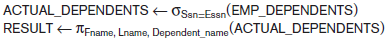 ACTUAL_DEPENDENTS ← σSsn=Essn(EMP_DEPENDENTS)
RESULT ← πFname, Lname, Dependent_name(ACTUAL_DEPENDENTS)